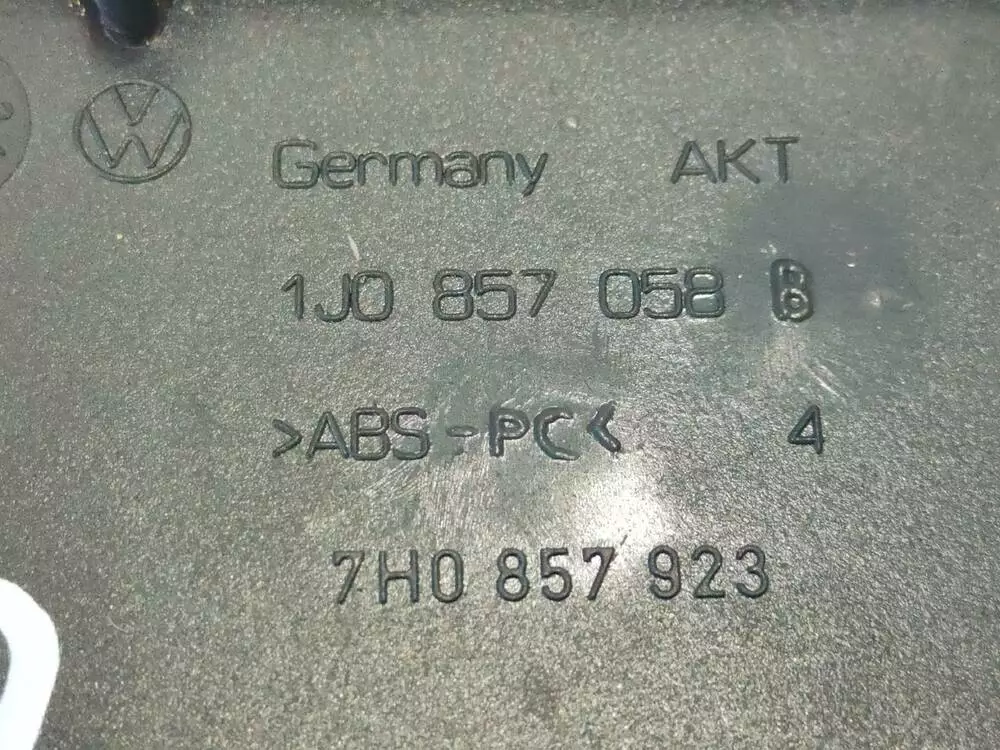 Germany AKT
1J0 857 058 B
>ABS-PC<  4
7H0 857 923